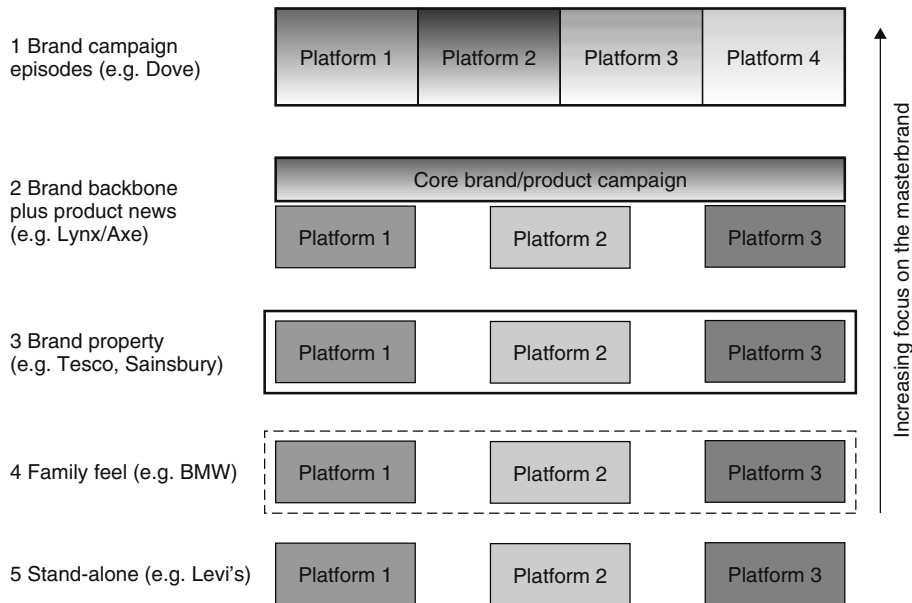 1 Brand campaign
episodes (e.g. Dove)
Platform 1
Platform 2
Platform 3
Platform 4
2 Brand backbone
plus product news
(e.g. Lynx/Axe)
Core brand/product campaign
Platform 1
Platform 2
Platform 3
3 Brand property
(e.g. Tesco, Sainsbury)
Platform 1
Platform 2
Platform 3
4 Family feel (e.g. BMW)
Platform 1
Platform 2
Platform 3
5 Stand-alone (e.g. Levi’s)
Platform 1
Platform 2
Platform 3
Increasing focus on the masterbrand